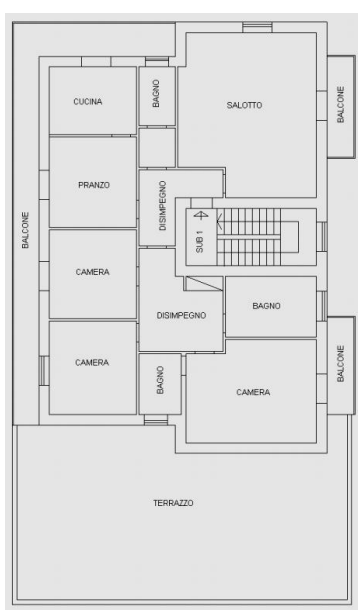 CUCINA
BAGNO
SALOTTO
BALCONE
PRANZO
DISIMPEGNO
BALCONE
SUB 1
CAMERA
DISIMPEGNO
BAGNO
CAMERA
BAGNO
CAMERA
BALCONE
TERRAZZO